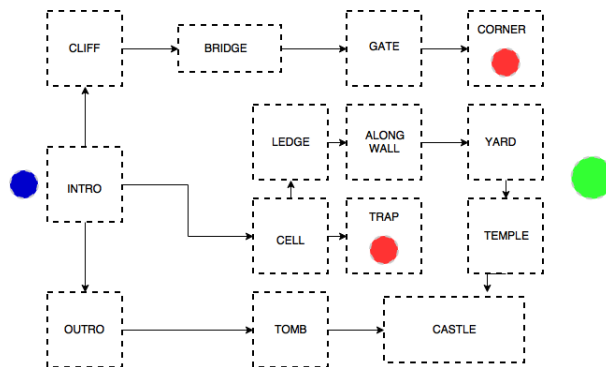 CLIFF
BRIDGE
GATE
CORNER
LEDGE
ALONG
WALL
YARD
INTRO
CELL
TRAP
TEMPLE
OUTRO
TOMB
CASTLE